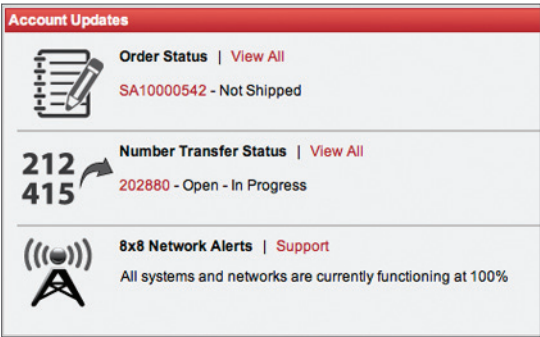 Account Updates
Order Status | View All
SA10000542 - Not Shipped
212
415
Number Transfer Status | View All
202880 - Open - In Progress
8x8 Network Alerts | Support
All systems and networks are currently functioning at 100%